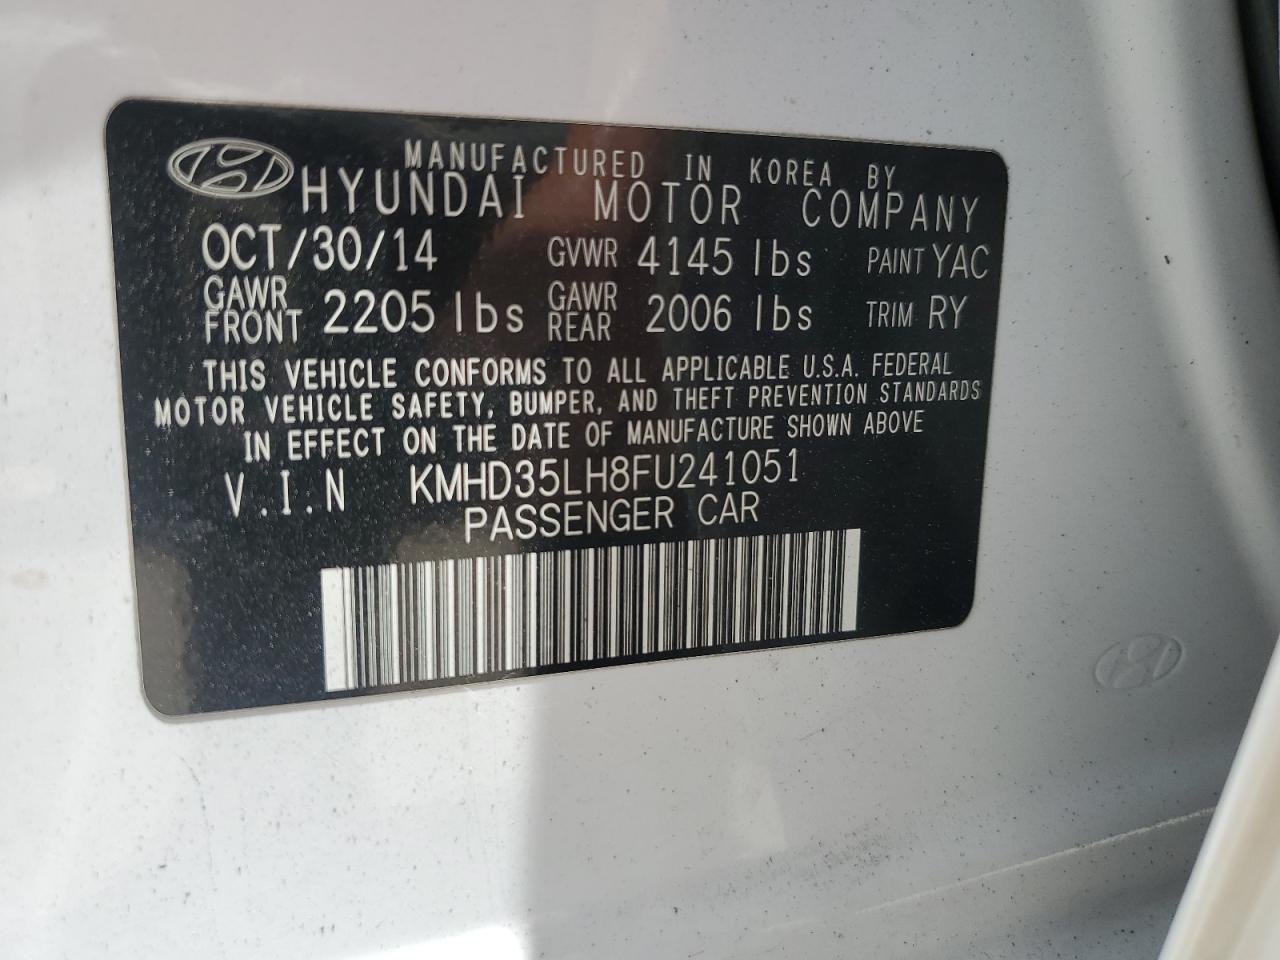 MANUFACTURED IN KOREA BY
HYUNDAI MOTOR COMPANY
OCT/30/14 GVWR 4145 lbs PAINT YAC
GAWR FRONT 2205 lbs GAWR REAR 2006 lbs TRIM RY
THIS VEHICLE CONFORMS TO ALL APPLICABLE U.S.A. FEDERAL
MOTOR VEHICLE SAFETY, BUMPER, AND THEFT PREVENTION STANDARDS
IN EFFECT ON THE DATE OF MANUFACTURE SHOWN ABOVE
V.I.N KMHD35LH8FU241051
PASSENGER CAR